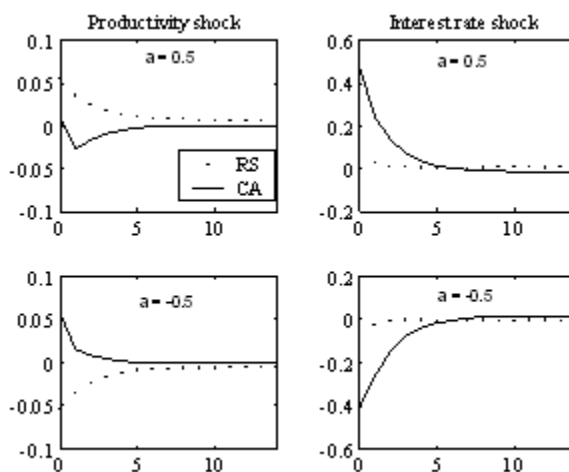 Productivity shock
Interest rate shock
0.1
0.05
0
-0.05
-0.1
a = 0.5
RS
CA
0 5 10
0.6
0.4
0.2
0
-0.2
a = 0.5
0 5 10
0.1
0.05
0
-0.05
-0.1
a = -0.5
0 5 10
0.2
0
-0.2
-0.4
-0.6
a = -0.5
0 5 10